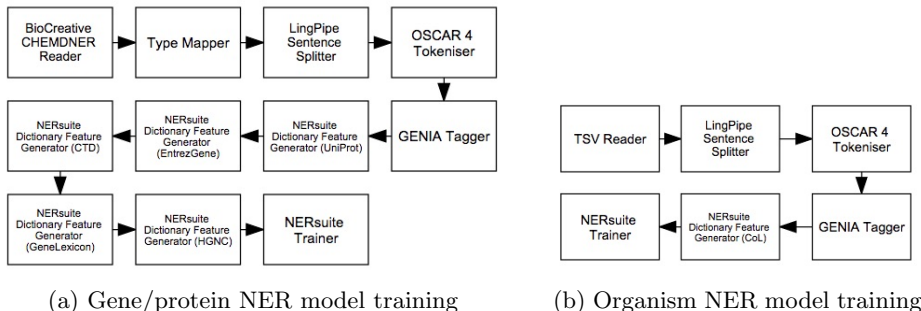 BioCreative
CHEMDNER
Reader
Type Mapper
LingPipe
Sentence
Splitter
OSCAR 4
Tokeniser
NERsuite
Dictionary Feature
Generator (CTD)
NERsuite
Dictionary Feature
Generator
(EntrezGene)
NERsuite
Dictionary Feature
Generator (UniProt)
GENIA Tagger
NERsuite
Dictionary Feature
Generator
(GeneLexicon)
NERsuite
Dictionary Feature
Generator (HGNC)
NERsuite
Trainer
(a) Gene/protein NER model training
TSV Reader
LingPipe
Sentence
Splitter
OSCAR 4
Tokeniser
NERsuite
Trainer
NERsuite
Dictionary Feature
Generator (CoL)
GENIA Tagger
(b) Organism NER model training